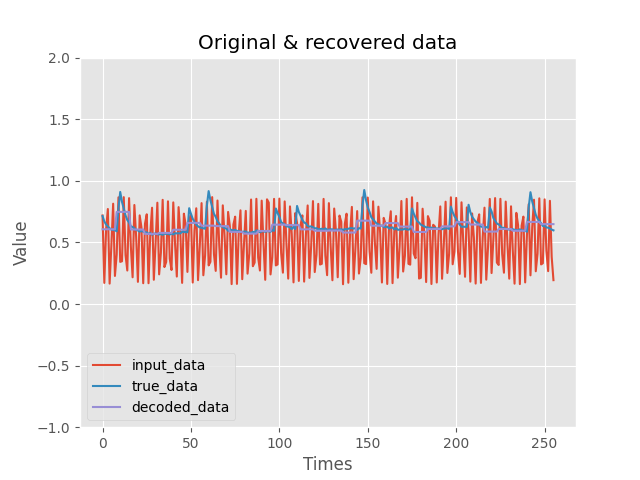 Original & recovered data
2.0
1.5
1.0
0.5
0.0
−0.5
−1.0
Value
input_data
true_data
decoded_data
0 50 100 150 200 250
Times